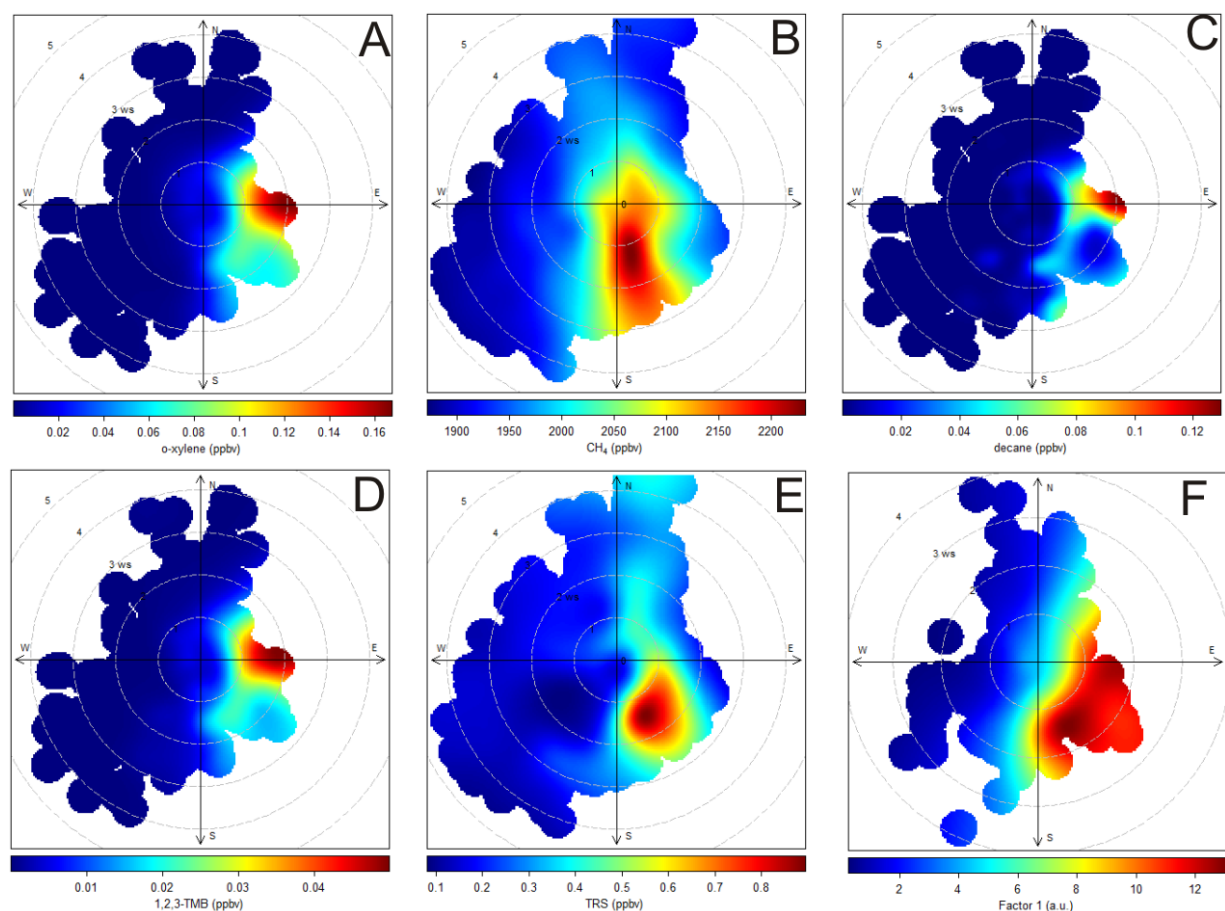 A
N
5
4
3 ws
W
E
S
0.02 0.04 0.06 0.08 0.1 0.12 0.14 0.16
o-xylene (ppbv)
B
N
2 ws
1
0
E
S
1900 1950 2000 2050 2100 2150 2200
CH4 (ppbv)
C
N
5
4
3 ws
W
E
S
0.02 0.04 0.06 0.08 0.1 0.12
decane (ppbv)
D
N
5
4
3 ws
W
E
S
0.01 0.02 0.03 0.04
1,2,3-TMB (ppbv)
E
N
2 ws
1
0
E
S
0.1 0.2 0.3 0.4 0.5 0.6 0.7 0.8
TRS (ppbv)
F
N
4
3 ws
2
W
E
S
2 4 6 8 10 12
Factor 1 (a.u.)